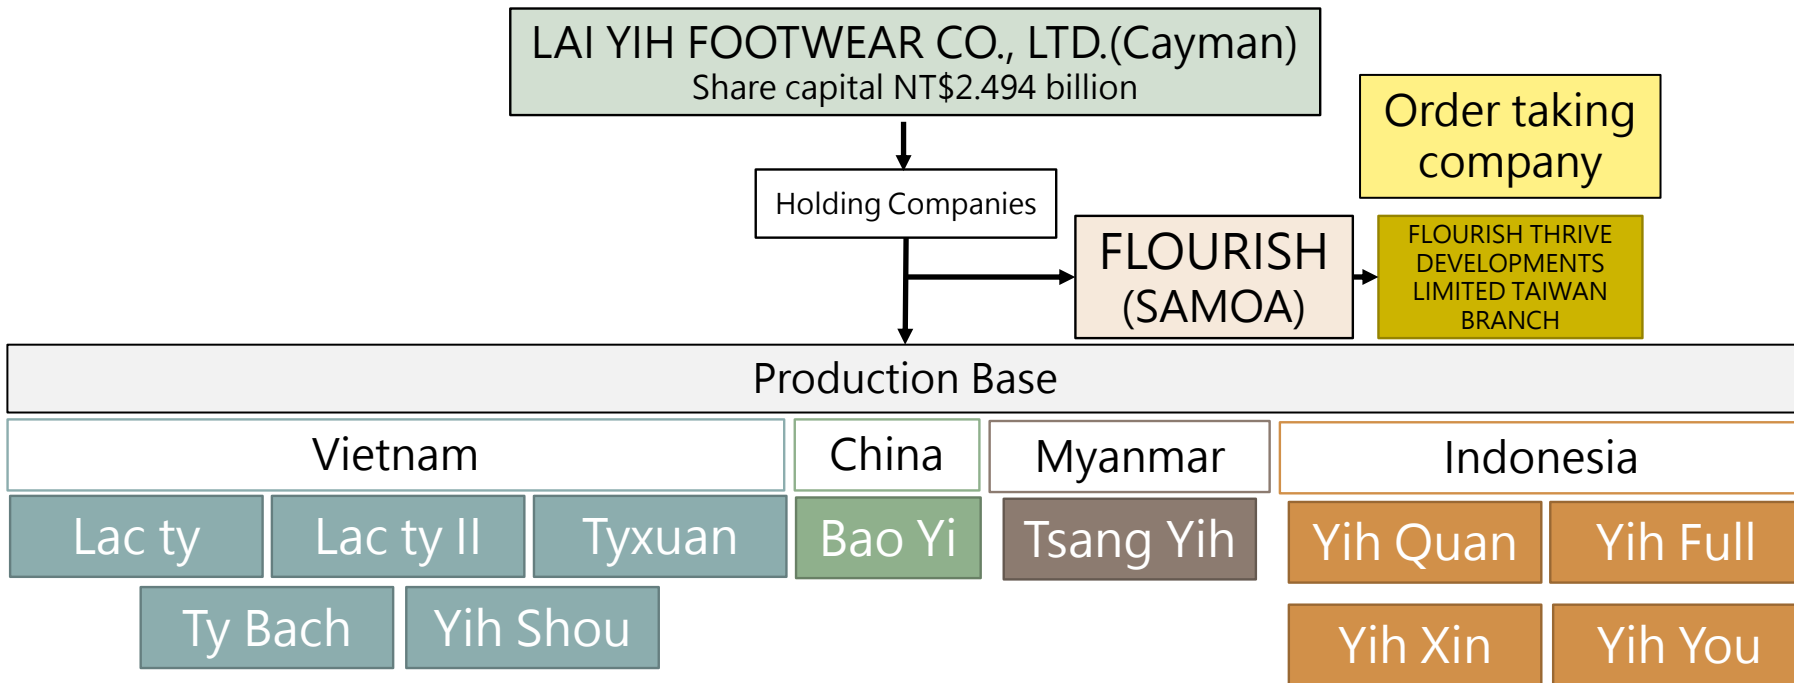 LAI YIH FOOTWEAR CO., LTD.(Cayman)
Share capital NT$2.494 billion
Order taking
company
Holding Companies
FLOURISH
(SAMOA)
FLOURISH THRIVE
DEVELOPMENTS
LIMITED TAIWAN
BRANCH
Production Base
Vietnam
China
Myanmar
Indonesia
Lac ty
Lac ty II
Tyxuan
Bao Yi
Tsang Yih
Yih Quan
Yih Full
Ty Bach
Yih Shou
Yih Xin
Yih You